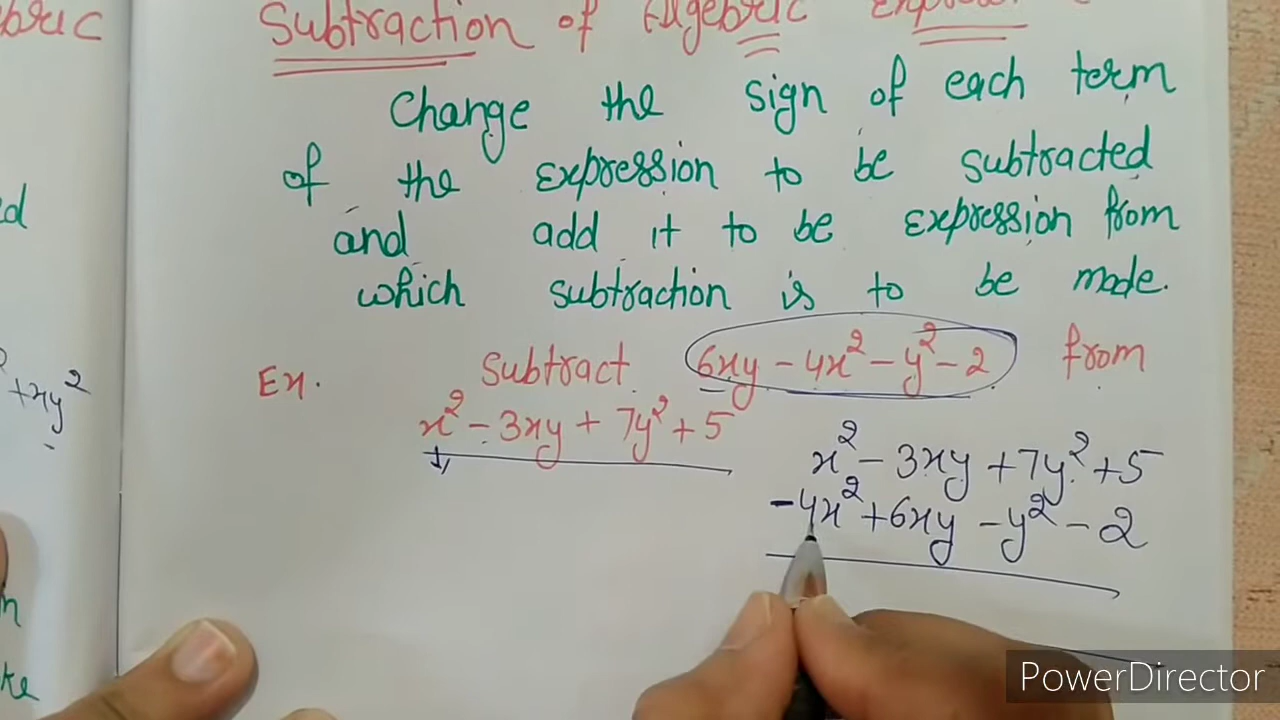 Subtraction of Algebric
Change the sign of each term
of the expression to be subtracted
and add it to be expression from
which subtraction is to be made.
Ex. Subtract 6xy - 4x² - y² - 2 from
x² - 3xy + 7y² + 5
x² - 3xy + 7y² + 5
-4x² + 6xy - y² - 2
+xy²
PowerDirector